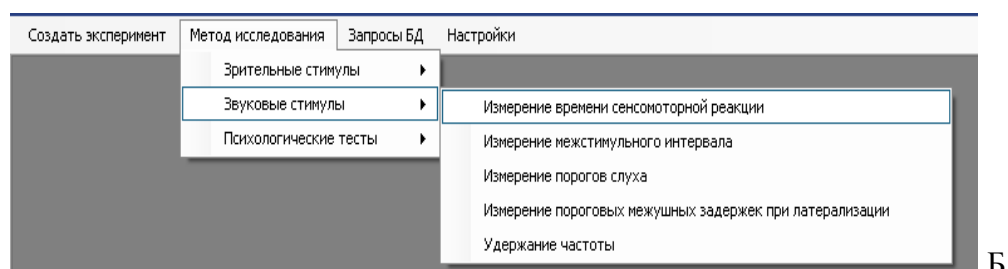 Создать эксперимент Метод исследования Запросы БД Настройки
Зрительные стимулы
Звуковые стимулы
Психологические тесты
Измерение времени сенсомоторной реакции
Измерение межстимульного интервала
Измерение порогов слуха
Измерение пороговых межушных задержек при латерализации
Удержание частоты
Б